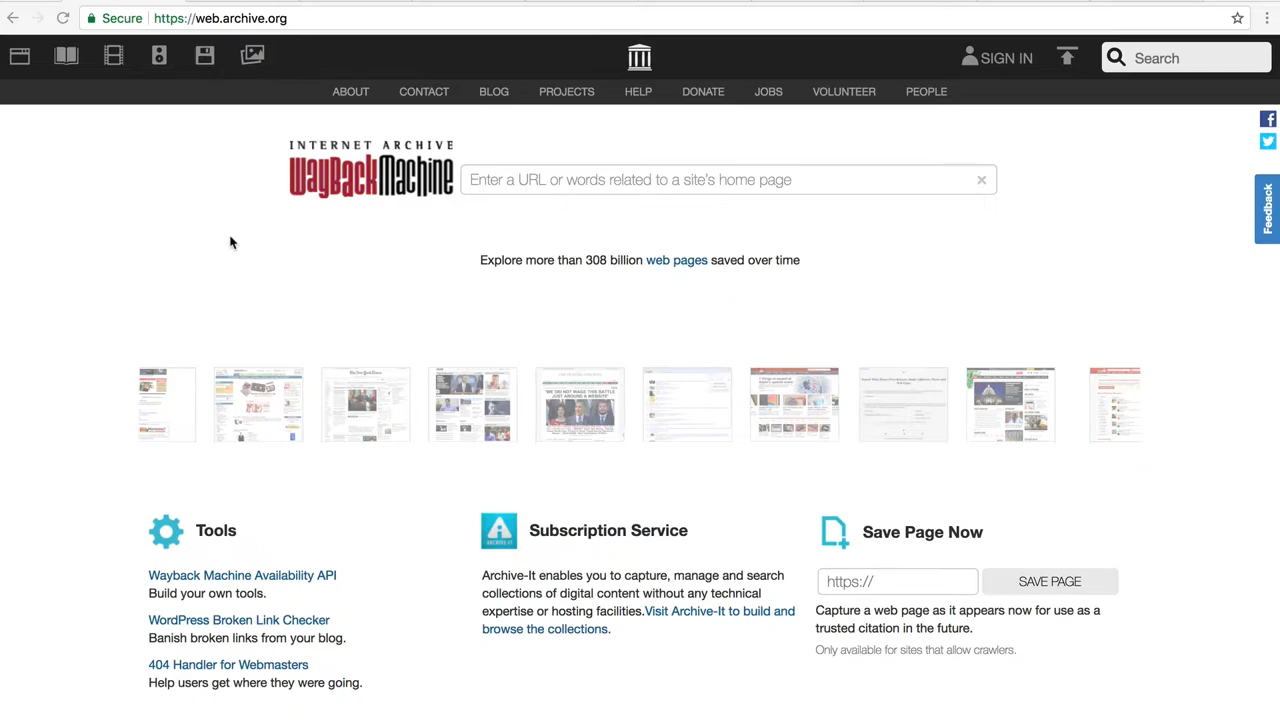 Secure https://web.archive.org
SIGN IN
Search
ABOUT CONTACT BLOG PROJECTS HELP DONATE JOBS VOLUNTEER PEOPLE
INTERNET ARCHIVE
WayBackMachine
Enter a URL or words related to a site's home page
Feedback
Explore more than 308 billion web pages saved over time
Tools
Wayback Machine Availability API
Build your own tools.
WordPress Broken Link Checker
Banish broken links from your blog.
404 Handler for Webmasters
Help users get where they were going.
ARCHIVE-IT
Subscription Service
Archive-It enables you to capture, manage and search
collections of digital content without any technical
expertise or hosting facilities.Visit Archive-It to build and
browse the collections.
Save Page Now
https://
SAVE PAGE
Capture a web page as it appears now for use as a
trusted citation in the future.
Only available for sites that allow crawlers.